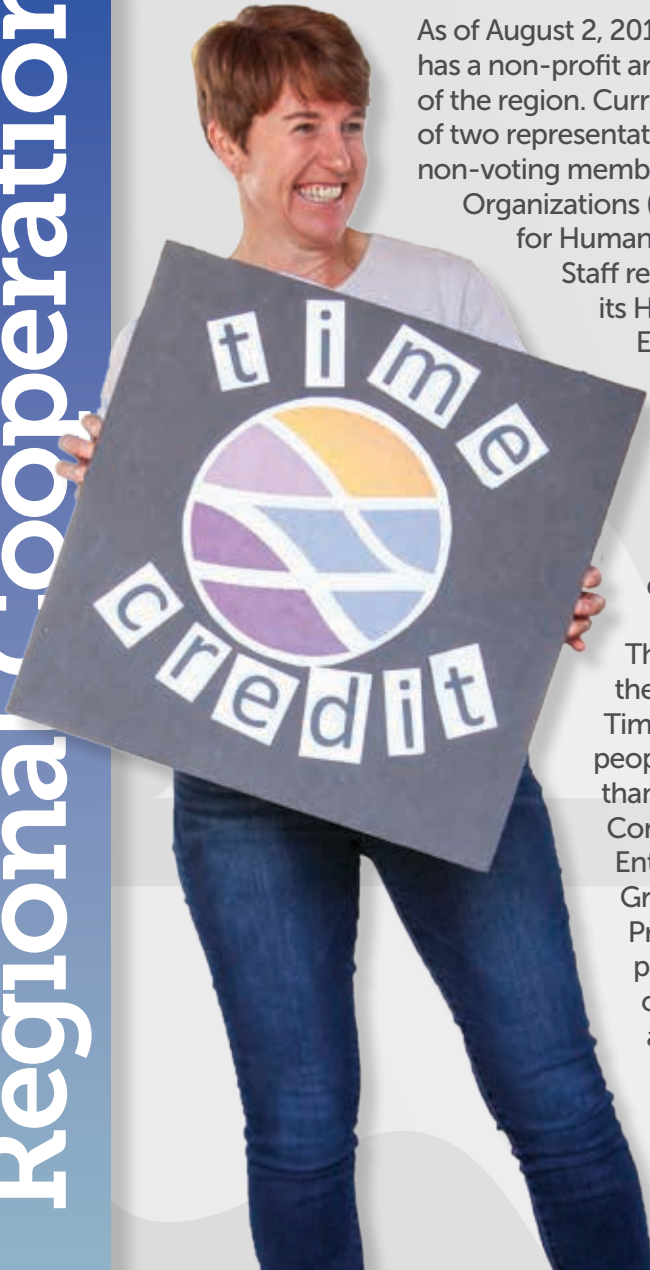 Regional Cooperation
As of August 2, 201
has a non-profit ar
of the region. Curr
of two representat
non-voting memb
Organizations (
for Human
Staff re
its H
E
time
credit
Th
the
Tim
peop
than
Cor
Ent
Gr
Pr
p